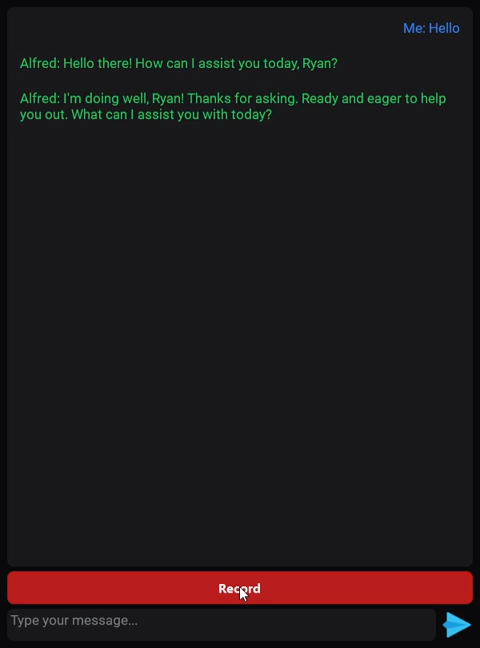 Me: Hello
Alfred: Hello there! How can I assist you today, Ryan?
Alfred: I'm doing well, Ryan! Thanks for asking. Ready and eager to help
you out. What can I assist you with today?
Record
Type your message...